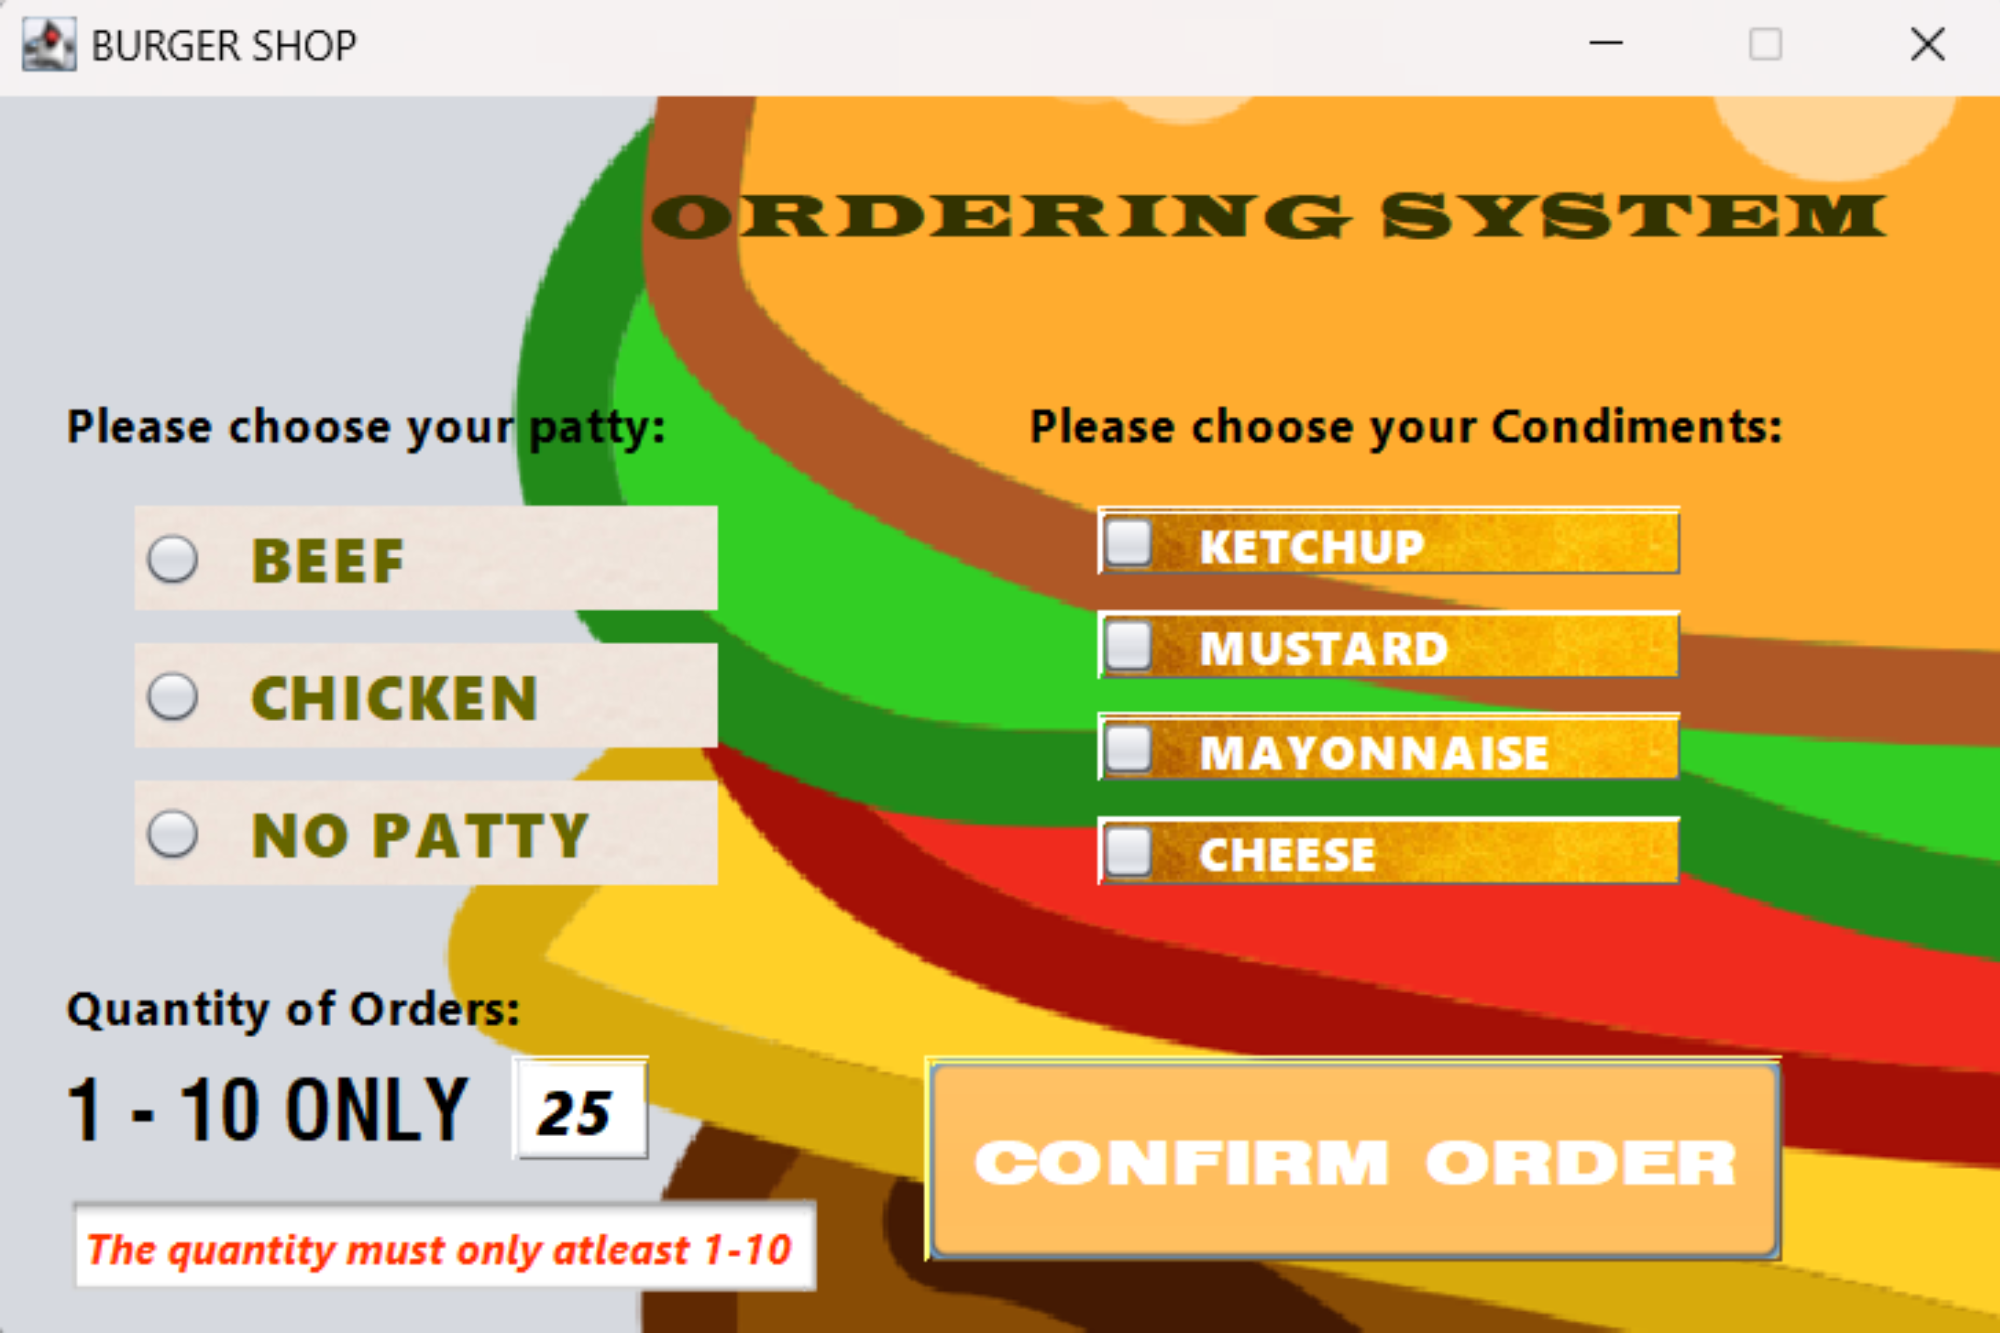 BURGER SHOP
ORDERING SYSTEM
Please choose your patty:
BEEF
CHICKEN
NO PATTY
Please choose your Condiments:
KETCHUP
MUSTARD
MAYONNAISE
CHEESE
Quantity of Orders:
1 - 10 ONLY 25
The quantity must only atleast 1-10
CONFIRM ORDER